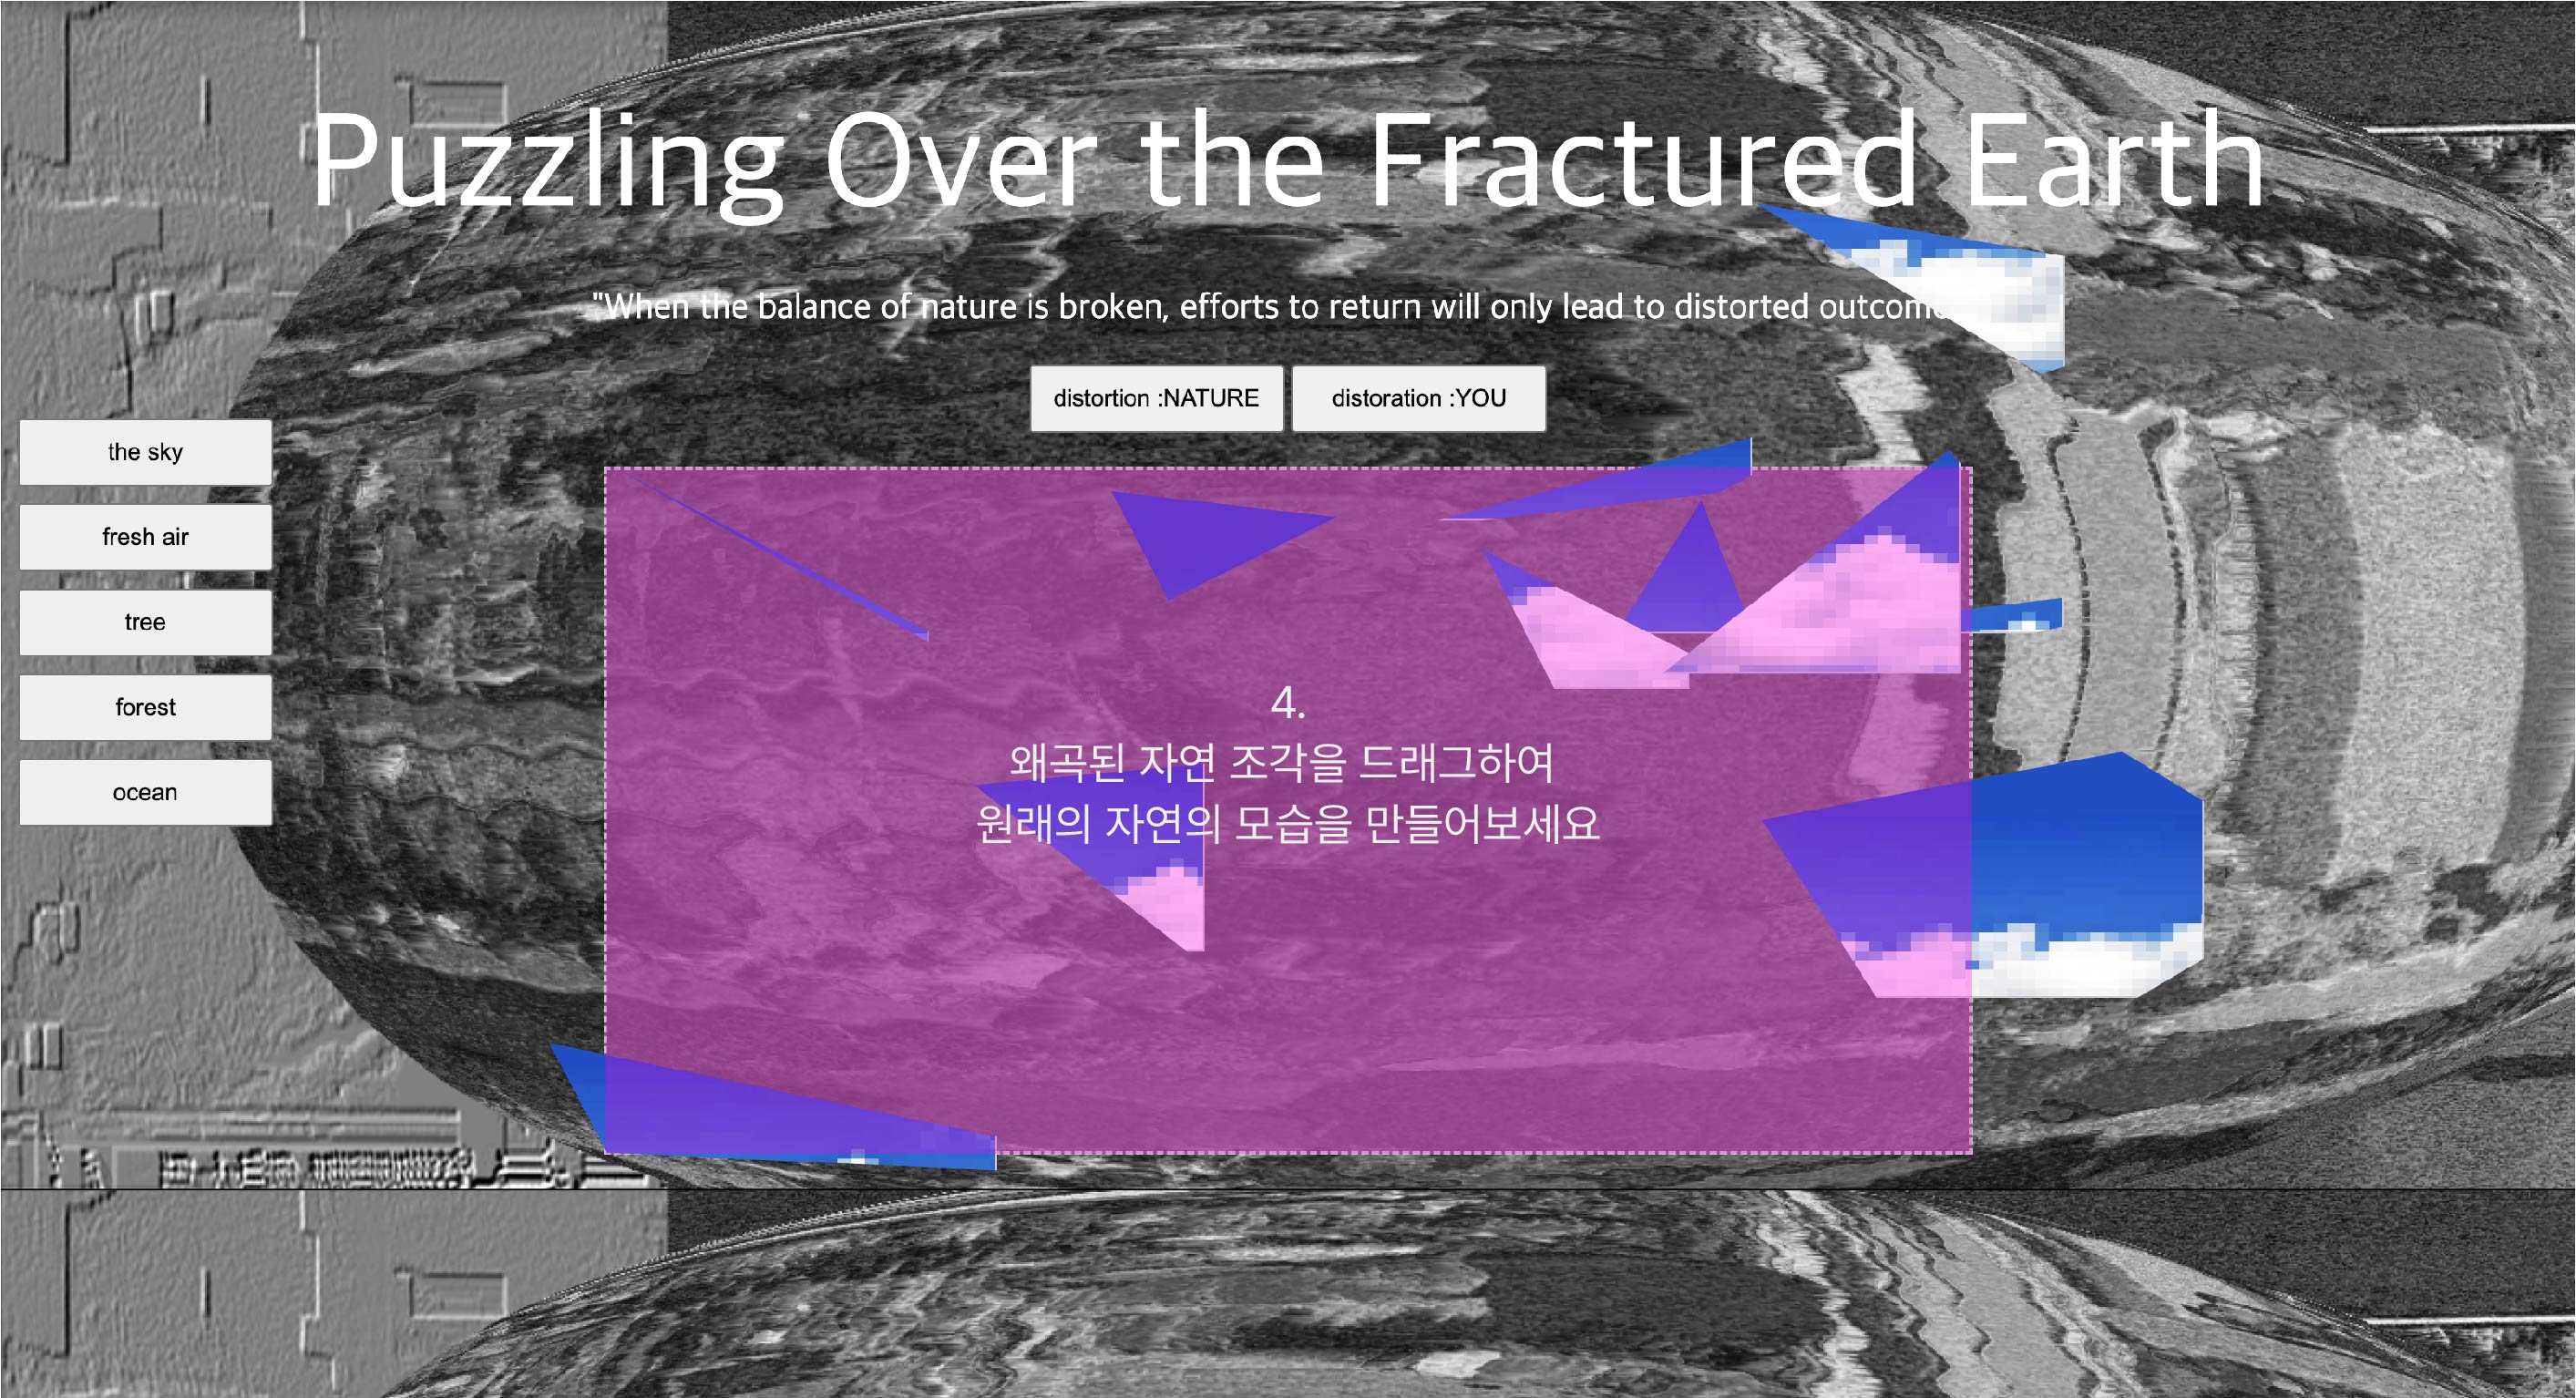 Puzzling Over the Fractured Earth
"When the balance of nature is broken, efforts to return will only lead to distorted
distortion :NATURE
distoration :YOU
the sky
fresh air
tree
forest
ocean
4.
왜곡된 자연 조각을 드래그하여
원래의 자연의 모습을 만들어보세요